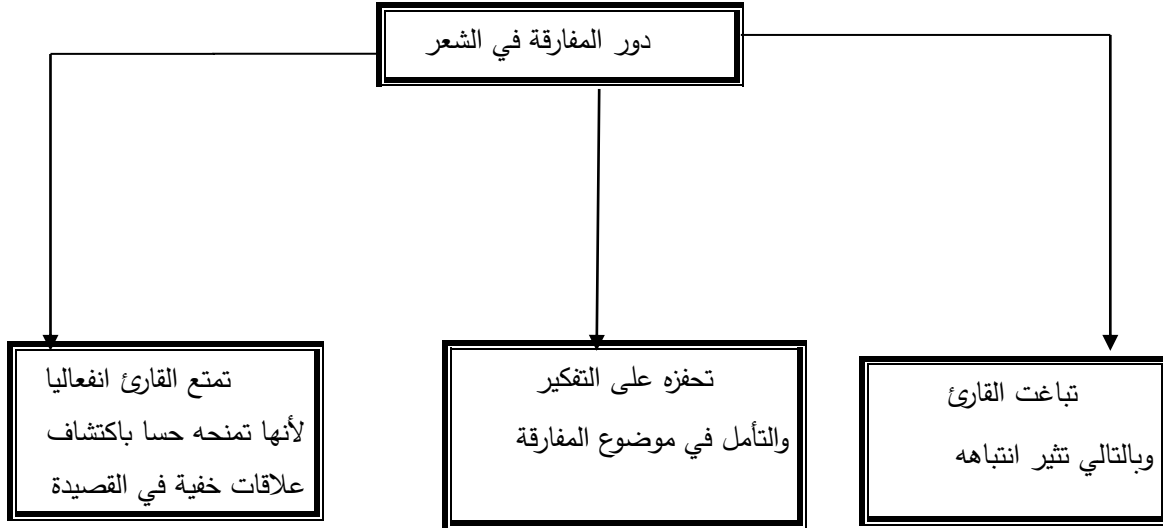 دور المفارقة في الشعر
تباغت القارئ
وبالتالي تثير انتباهه
تحفزه على التفكير
والتأمل في موضوع المفارقة
تمتع القارئ انفعاليا
لأنها تمنحه حسا باكتشاف
علاقات خفية في القصيدة